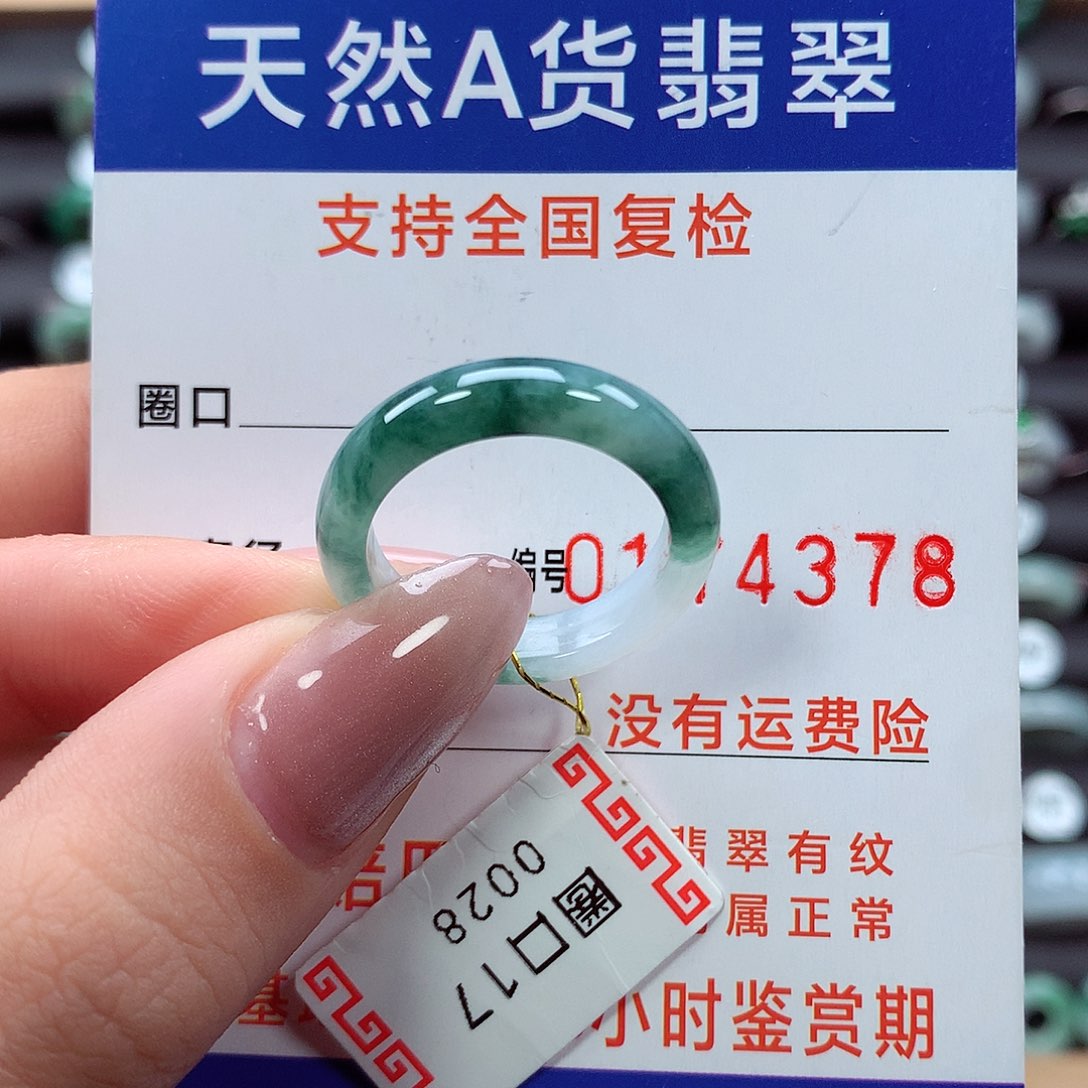 天然A货翡翠
支持全国复检
圈口
编号
4378
没有运费险
翡翠有纹
属正常
小时鉴赏期
圈口17
0028